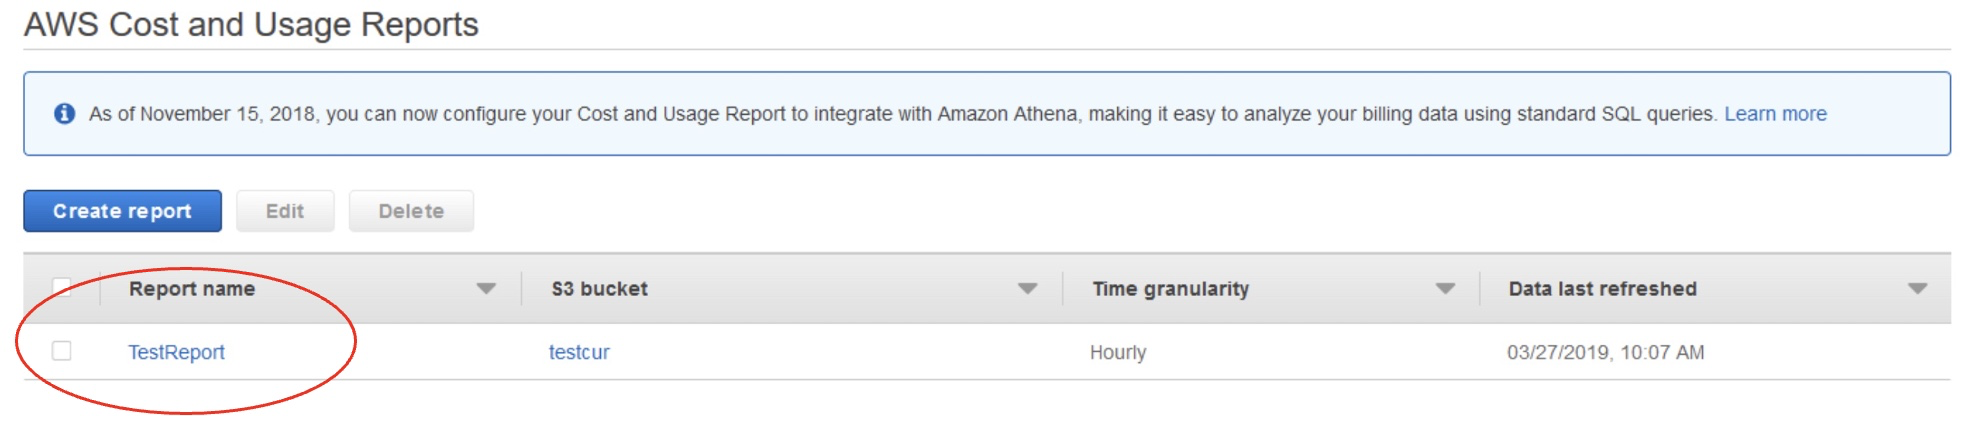 AWS Cost and Usage Reports
As of November 15, 2018, you can now configure your Cost and Usage Report to integrate with Amazon Athena, making it easy to analyze your billing data using standard SQL queries. Learn more
Create report Edit Delete
Report name S3 bucket Time granularity Data last refreshed
TestReport testcur Hourly 03/27/2019, 10:07 AM